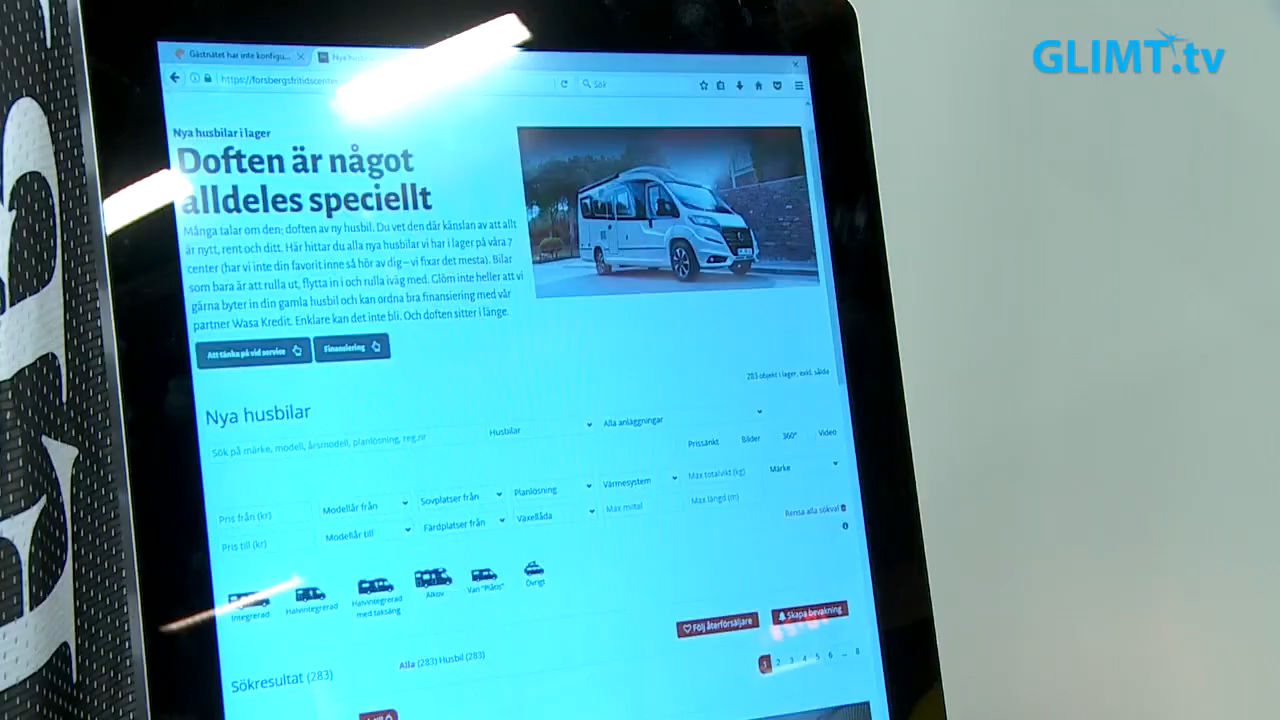 GLIMT.tv
Gästnätet har inte konfigu...
Nya husbi
https://forsbergsfritidscenter
Sök
Nya husbilar i lager
Doften är något
alldeles speciellt
Många talar om den; doften av ny husbil. Du vet den där känslan av att allt
är nytt, rent och ditt. Här hittar du alla nya husbilar vi har i lager på våra 7
center (har vi inte din favorit inne så hör av dig – vi fixar det mesta). Bilar
som bara är att rulla ut, flytta in i och rulla iväg med. Glöm inte heller att vi
gärna byter in din gamla husbil och kan ordna bra finansiering med vår
partner Wasa Kredit. Enklare kan det inte bli. Och doften sitter i länge.
Att tänka på vid service
Finansiering
283 objekt i lager, exkl. sålda
Nya husbilar
Sök på märke, modell, årsmodell, planlösning, reg.nr
Husbilar
Alla anläggningar
Prissänkt Bilder 360° Video
Pris från (kr) Modellår från Sovplatser från Planlösning Värmesystem Max totalvikt (kg) Märke
Pris till (kr) Modellår till Färdplatser från Växellåda Max miltal Max längd (m)
Rensa alla sökval
Integrerad
Halvintegrerad
Halvintegrerad
med taksäng
Alkov
Van "Plåtis"
Övrigt
Följ återförsäljare
Skapa bevakning
Sökresultat (283)
Alla (283) Husbil (283)
1 2 3 4 5 6 ... 8